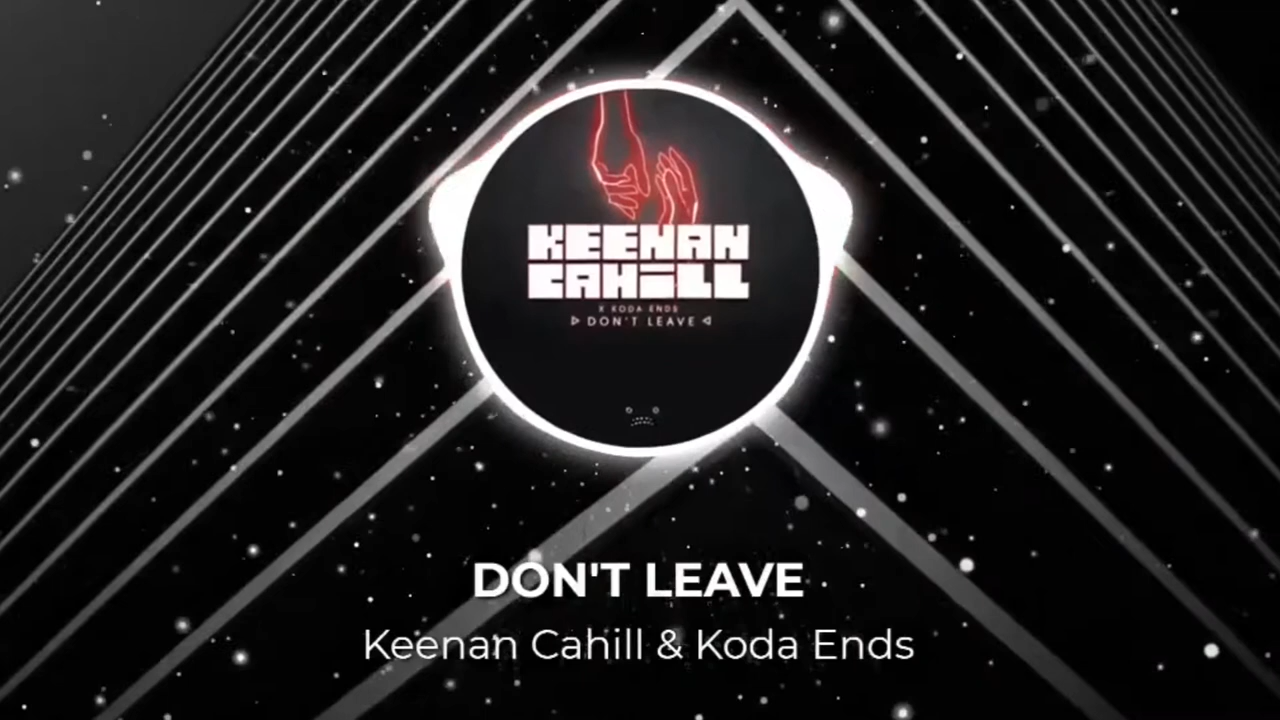 KEENAN
CAHILL
X KODA ENDS
DON'T LEAVE
DON'T LEAVE
Keenan Cahill & Koda Ends